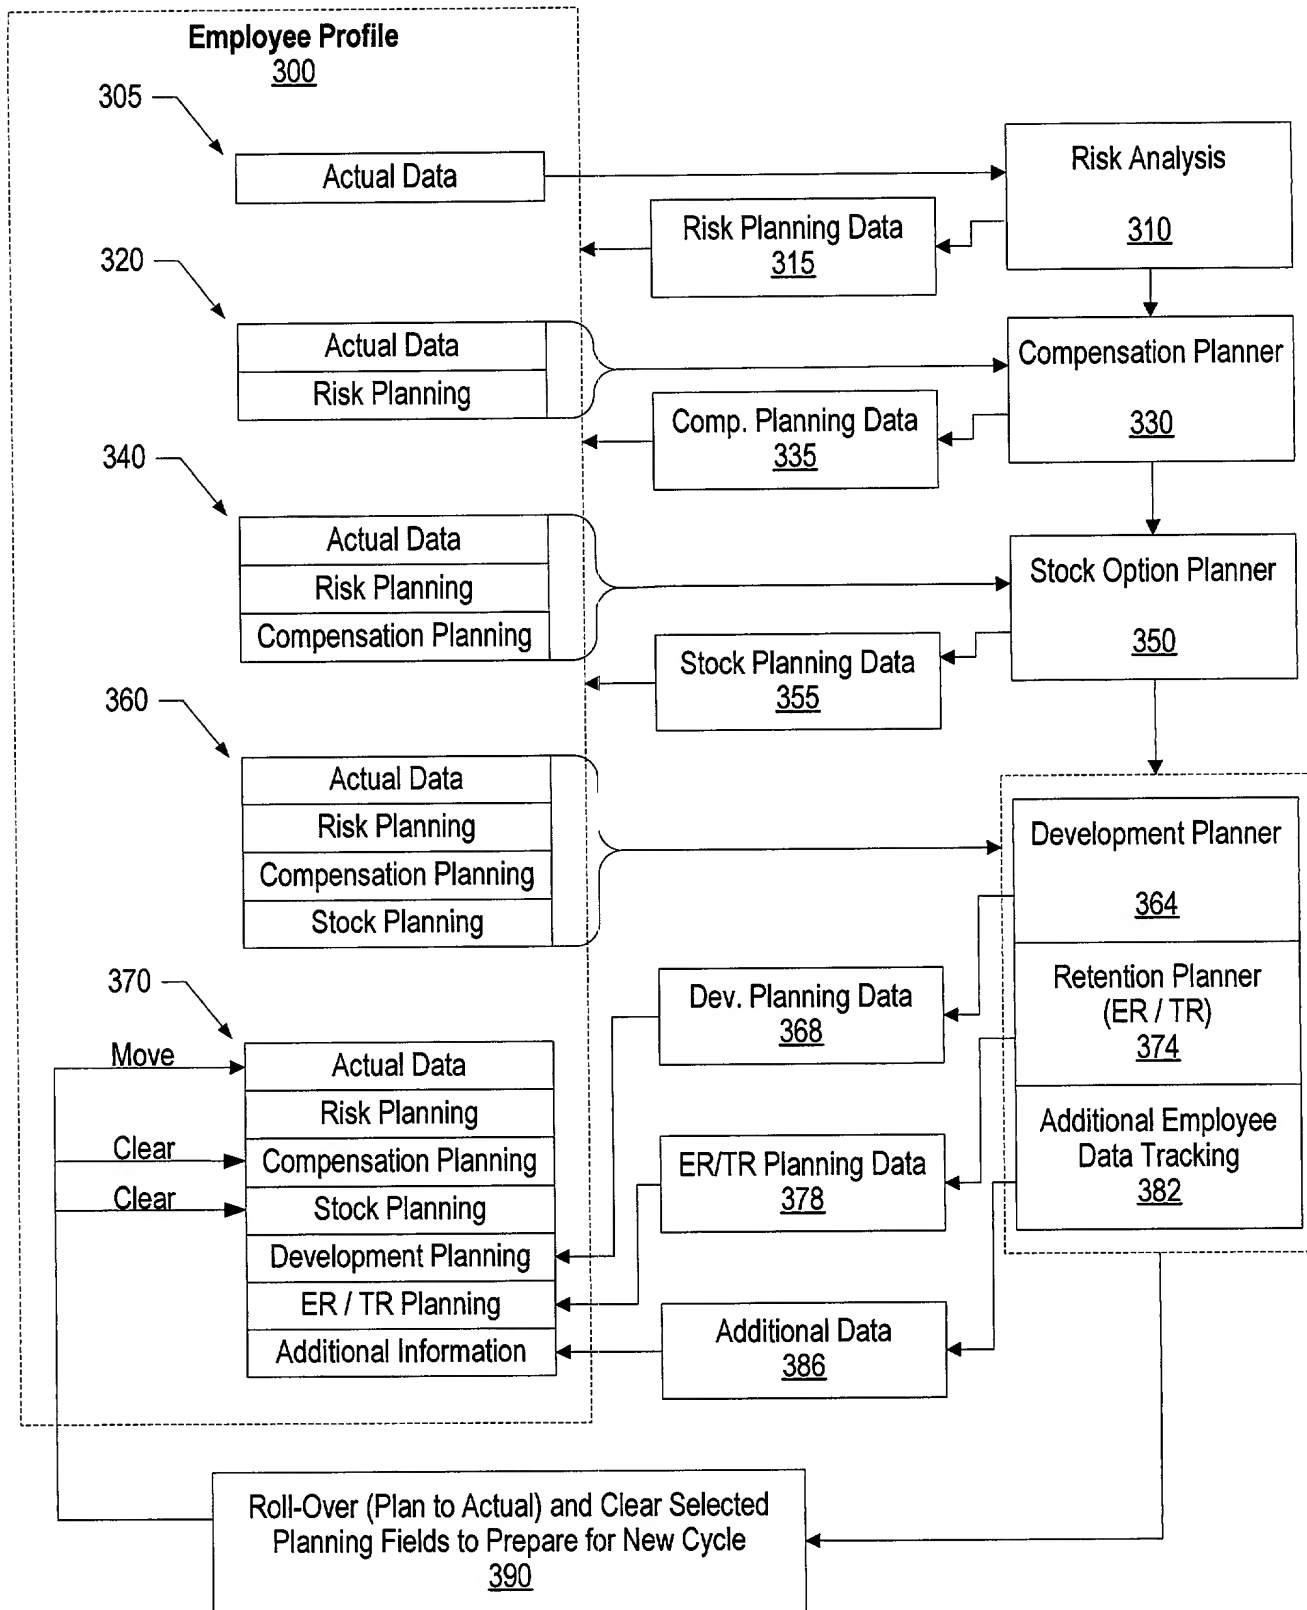 Employee Profile
300
305
Actual Data
Risk Analysis
310
Risk Planning Data
315
320
Actual Data
Risk Planning
Compensation Planner
330
Comp. Planning Data
335
340
Actual Data
Risk Planning
Compensation Planning
Stock Option Planner
350
Stock Planning Data
355
360
Actual Data
Risk Planning
Compensation Planning
Stock Planning
Development Planner
364
Retention Planner
(ER / TR)
374
Additional Employee
Data Tracking
382
Dev. Planning Data
368
ER/TR Planning Data
378
Additional Data
386
370
Move
Clear
Clear
Actual Data
Risk Planning
Compensation Planning
Stock Planning
Development Planning
ER / TR Planning
Additional Information
Roll-Over (Plan to Actual) and Clear Selected
Planning Fields to Prepare for New Cycle
390